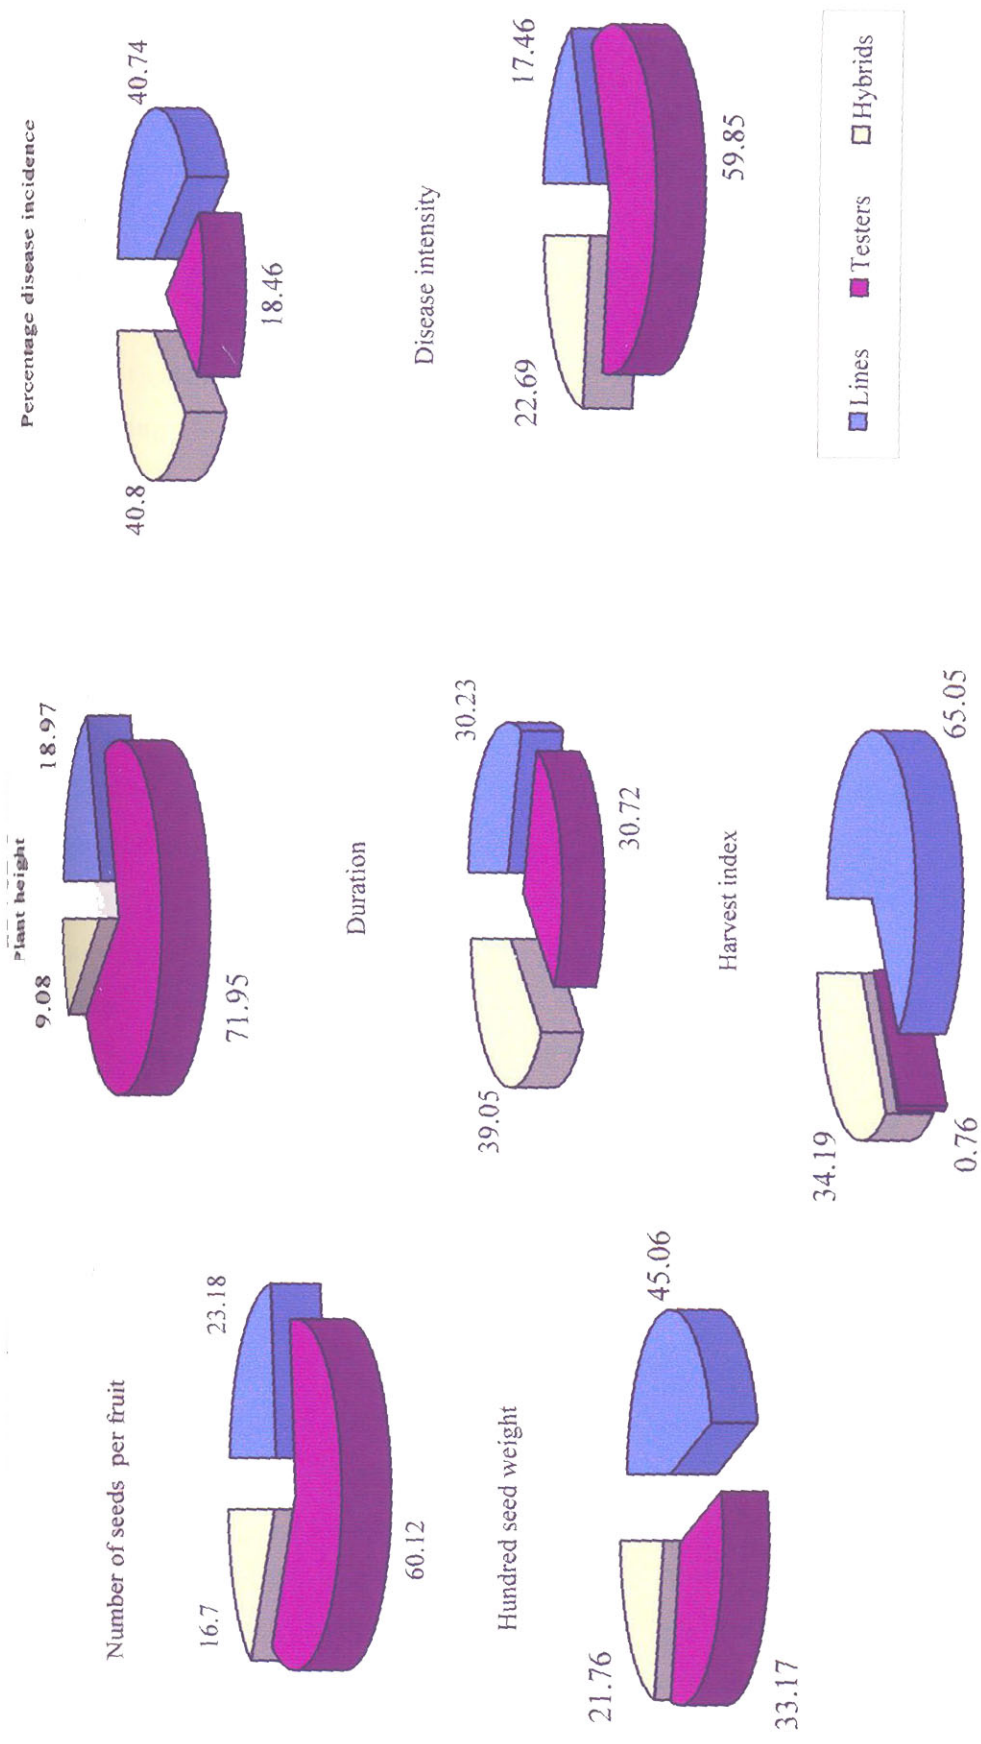 Number of seeds per fruit
16.7
23.18
60.12
Plant height
9.08
18.97
71.95
Percentage disease incidence
40.8
40.74
18.46
Hundred seed weight
21.76
45.06
33.17
Duration
39.05
30.23
30.72
Disease intensity
22.69
17.46
59.85
Harvest index
34.19
65.05
0.76
Lines
Testers
Hybrids